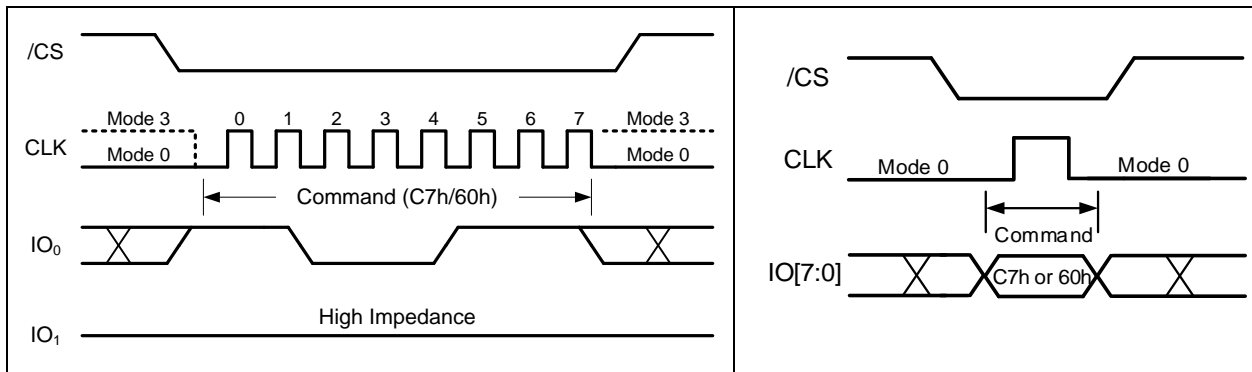 /CS
Mode 3 0 1 2 3 4 5 6 7 Mode 3
CLK
Mode 0 Mode 0
Command (C7h/60h)
IO₀
High Impedance
IO₁
/CS
CLK
Mode 0 Mode 0
Command
IO[7:0] C7h or 60h